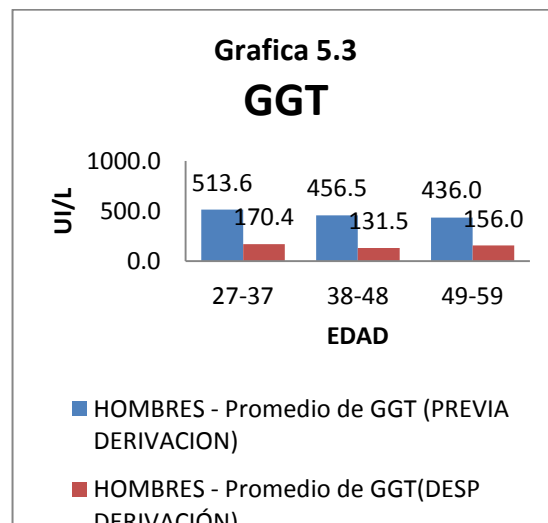 Grafica 5.3
GGT
1000.0
500.0
0.0
UI/L
513.6
170.4
456.5
131.5
436.0
156.0
27-37 38-48 49-59
EDAD
HOMBRES - Promedio de GGT (PREVIA
DERIVACION)
HOMBRES - Promedio de GGT(DESP
DERIVACIÓN)